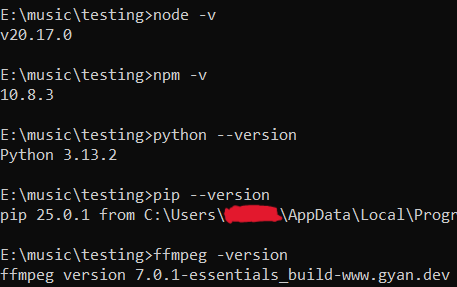 E:\music\testing>node -v
v20.17.0
E:\music\testing>npm -v
10.8.3
E:\music\testing>python --version
Python 3.13.2
E:\music\testing>pip --version
pip 25.0.1 from C:\Users\ \AppData\Local\Progr
E:\music\testing>ffmpeg -version
ffmpeg version 7.0.1-essentials_build-www.gyan.dev